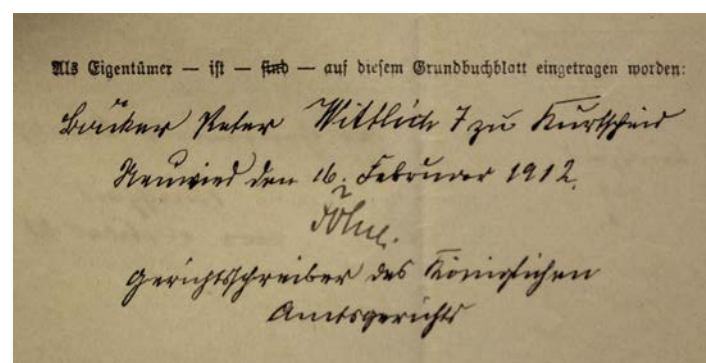 Als Eigentümer — ist — sind — auf diesem Grundbuchblatt eingetragen worden:
Bäcker Peter Wittlich 7 zu Kurtscheid
Neuwied den 16. Februar 1912.
Gerichtsschreiber des Königlichen
Amtsgerichts